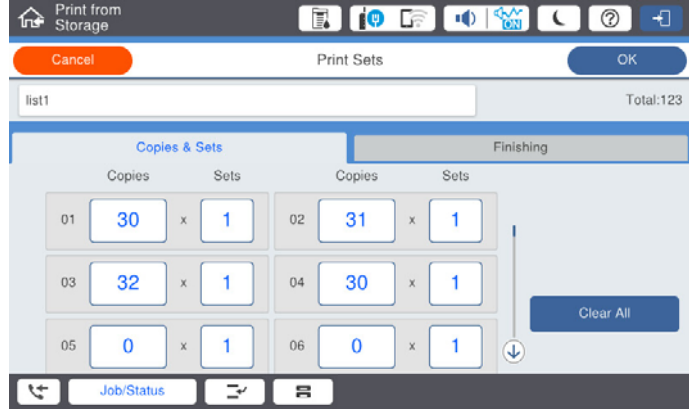 Print from
Storage
ON
Cancel
Print Sets
OK
list1
Total:123
Copies & Sets
Finishing
Copies Sets Copies Sets
01 30 x 1 02 31 x 1
03 32 x 1 04 30 x 1
Clear All
05 0 x 1 06 0 x 1
Job/Status